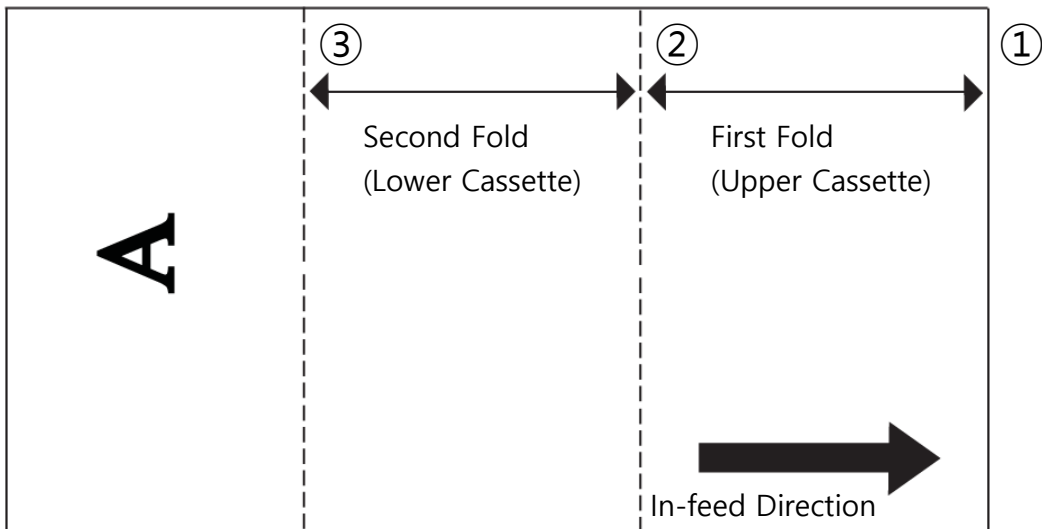 ③
②
①
Second Fold
(Lower Cassette)
First Fold
(Upper Cassette)
A
In-feed Direction